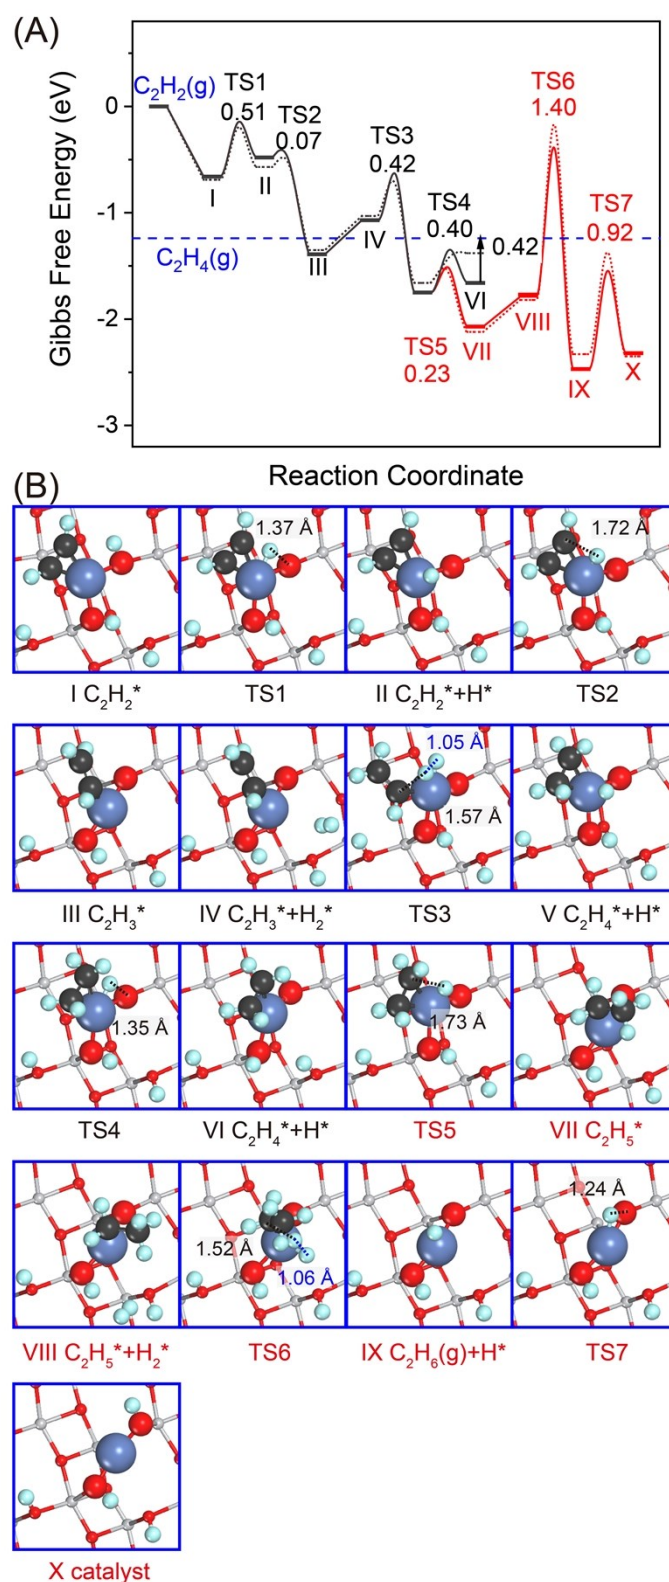 (A)
Gibbs Free Energy (eV)
0
-1
-2
-3
C₂H₂(g)
TS1
0.51
TS2
0.07
TS3
0.42
TS4
0.40
0.42
TS6
1.40
TS7
0.92
I
II
III
IV
C₂H₄(g)
VI
TS5
0.23
VII
VIII
IX
X
Reaction Coordinate
(B)
1.37 Å
1.72 Å
I C₂H₂*
TS1
II C₂H₂*+H*
TS2
1.05 Å
1.57 Å
III C₂H₃*
IV C₂H₃*+H₂*
TS3
V C₂H₄*+H*
1.35 Å
1.73 Å
TS4
VI C₂H₄*+H*
TS5
VII C₂H₅*
1.52 Å
1.06 Å
1.24 Å
VIII C₂H₅*+H₂*
TS6
IX C₂H₆(g)+H*
TS7
X catalyst